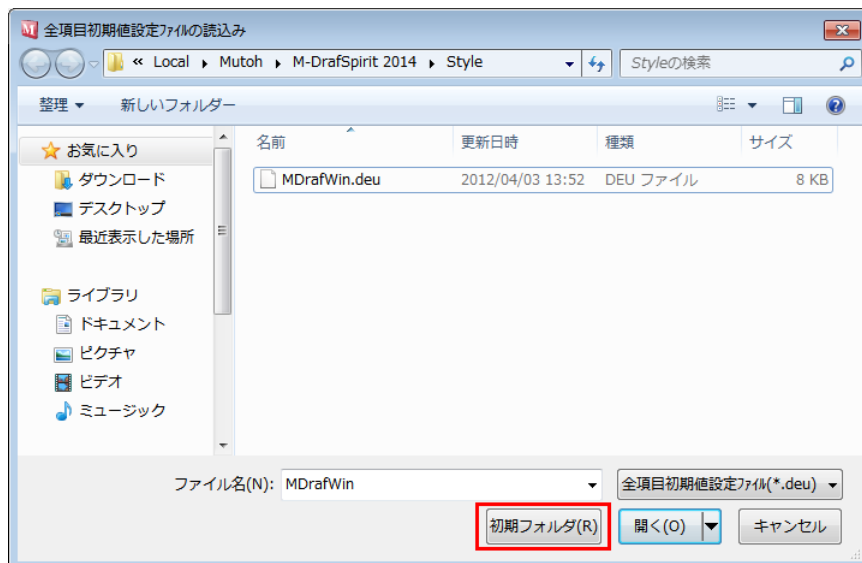 全項目初期値設定ﾌｧｲﾙの読込み
« Local Mutoh M-DrafSpirit 2014 Style Styleの検索
整理 新しいフォルダー
お気に入り
ダウンロード
デスクトップ
最近表示した場所
ライブラリ
ドキュメント
ピクチャ
ビデオ
ミュージック
名前 更新日時 種類 サイズ
MDrafWin.deu 2012/04/03 13:52 DEU ファイル 8 KB
ファイル名(N): MDrafWin 全項目初期値設定ﾌｧｲﾙ(*.deu)
初期フォルダ(R) 開く(O) キャンセル